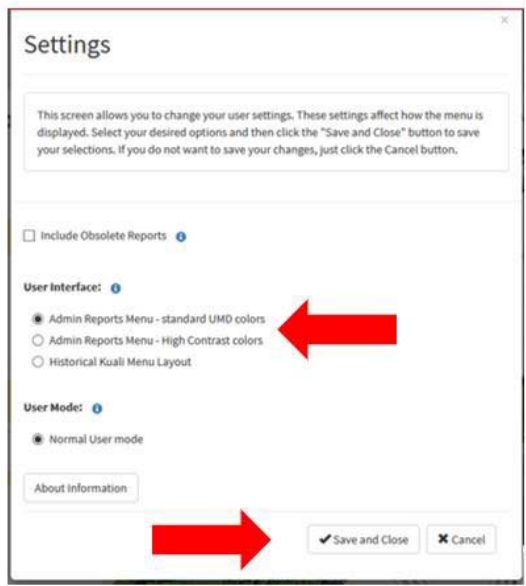 Settings
This screen allows you to change your user settings. These settings affect how the menu is
displayed. Select your desired options and then click the "Save and Close" button to save
your selections. If you do not want to save your changes, just click the Cancel button.
Include Obsolete Reports
User Interface:
Admin Reports Menu - standard UMD colors
Admin Reports Menu - High Contrast colors
Historical Kuali Menu Layout
User Mode:
Normal User mode
About Information
Save and Close
Cancel